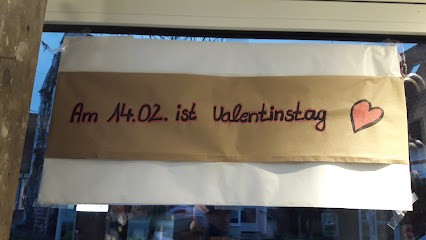 Am 14.02. ist Valentinstag